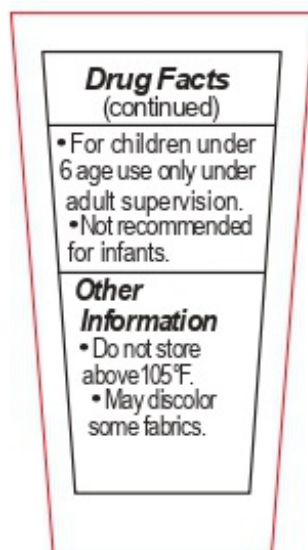 Drug Facts
(continued)
• For children under
6 age use only under
adult supervision.
• Not recommended
for infants.
Other
Information
• Do not store
above 105°F.
• May discolor
some fabrics.